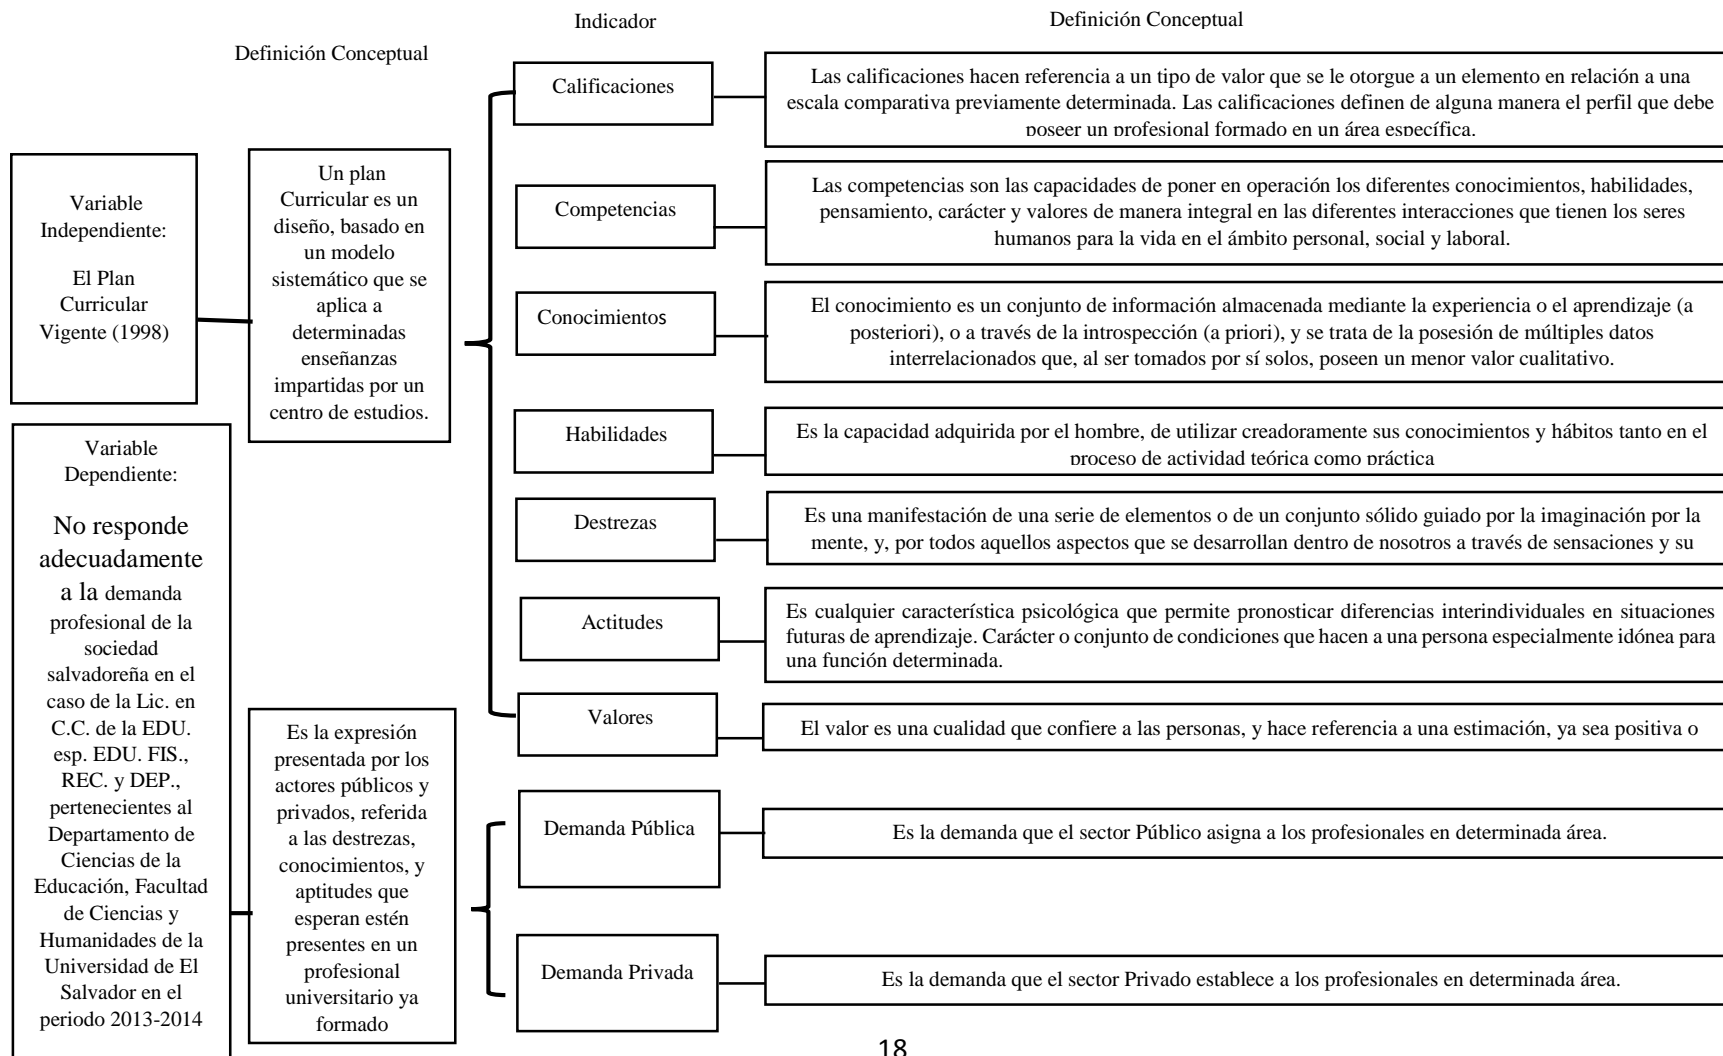 Indicador
Definición Conceptual
Definición Conceptual
Variable
Independiente:
El Plan
Curricular
Vigente (1998)
Un plan
Curricular es un
diseño, basado en
un modelo
sistemático que se
aplica a
determinadas
enseñanzas
impartidas por un
centro de estudios.
Calificaciones
Las calificaciones hacen referencia a un tipo de valor que se le otorgue a un elemento en relación a una
escala comparativa previamente determinada. Las calificaciones definen de alguna manera el perfil que debe
poseer un profesional formado en un área específica.
Competencias
Las competencias son las capacidades de poner en operación los diferentes conocimientos, habilidades,
pensamiento, carácter y valores de manera integral en las diferentes interacciones que tienen los seres
humanos para la vida en el ámbito personal, social y laboral.
Conocimientos
El conocimiento es un conjunto de información almacenada mediante la experiencia o el aprendizaje (a
posteriori), o a través de la introspección (a priori), y se trata de la posesión de múltiples datos
interrelacionados que, al ser tomados por sí solos, poseen un menor valor cualitativo.
Habilidades
Es la capacidad adquirida por el hombre, de utilizar creadoramente sus conocimientos y hábitos tanto en el
proceso de actividad teórica como práctica
Destrezas
Es una manifestación de una serie de elementos o de un conjunto sólido guiado por la imaginación por la
mente, y, por todos aquellos aspectos que se desarrollan dentro de nosotros a través de sensaciones y su
Actitudes
Es cualquier característica psicológica que permite pronosticar diferencias interindividuales en situaciones
futuras de aprendizaje. Carácter o conjunto de condiciones que hacen a una persona especialmente idónea para
una función determinada.
Valores
El valor es una cualidad que confiere a las personas, y hace referencia a una estimación, ya sea positiva o
Variable
Dependiente:
No responde
adecuadamente
a la demanda
profesional de la
sociedad
salvadoreña en el
caso de la Lic. en
C.C. de la EDU.
esp. EDU. FIS.,
REC. y DEP.,
pertenecientes al
Departamento de
Ciencias de la
Educación, Facultad
de Ciencias y
Humanidades de la
Universidad de El
Salvador en el
periodo 2013-2014
Es la expresión
presentada por los
actores públicos y
privados, referida
a las destrezas,
conocimientos, y
aptitudes que
esperan estén
presentes en un
profesional
universitario ya
formado
Demanda Pública
Es la demanda que el sector Público asigna a los profesionales en determinada área.
Demanda Privada
Es la demanda que el sector Privado establece a los profesionales en determinada área.
18